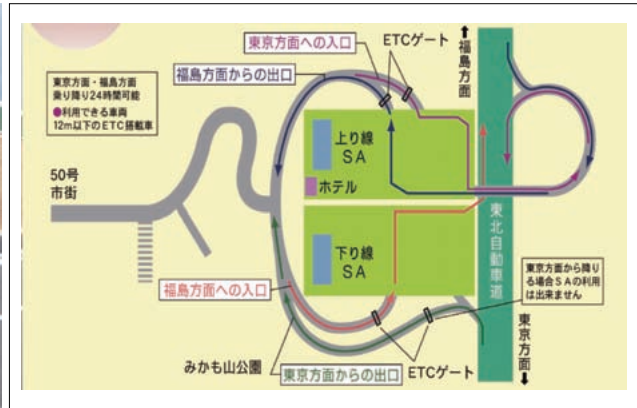 東京方面への入口
ETCゲート
↑福島方面
福島方面からの出口
東京方面・福島方面
乗り降り24時間可能
●利用できる車両
12m以下のETC搭載車
50号
市街
上り線
SA
ホテル
東北自動車道
下り線
SA
東京方面から降り
る場合SAの利用
は出来ません
福島方面への入口
みかも山公園
東京方面からの出口
ETCゲート
東京方面↓